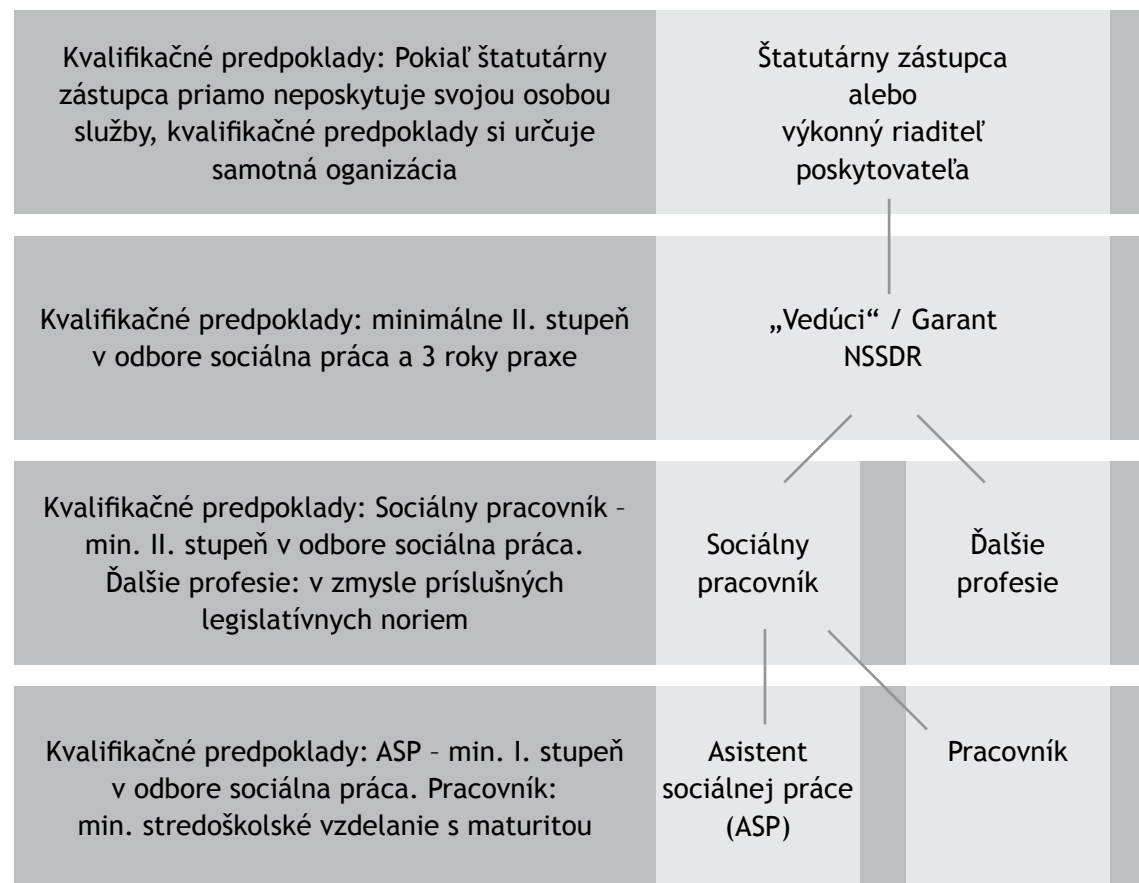 Kvalifikačné predpoklady: Pokiaľ štatutárny
zástupca priamo neposkytuje svojou osobou
služby, kvalifikačné predpoklady si určuje
samotná oganizácia
Štatutárny zástupca
alebo
výkonný riaditeľ
poskytovateľa
Kvalifikačné predpoklady: minimálne II. stupeň
v odbore sociálna práca a 3 roky praxe
„Vedúci“ / Garant
NSSDR
Kvalifikačné predpoklady: Sociálny pracovník –
min. II. stupeň v odbore sociálna práca.
Ďalšie profesie: v zmysle príslušných
legislatívnych noriem
Sociálny
pracovník
Ďalšie
profesie
Kvalifikačné predpoklady: ASP – min. I. stupeň
v odbore sociálna práca. Pracovník:
min. stredoškolské vzdelanie s maturitou
Asistent
sociálnej práce
(ASP)
Pracovník